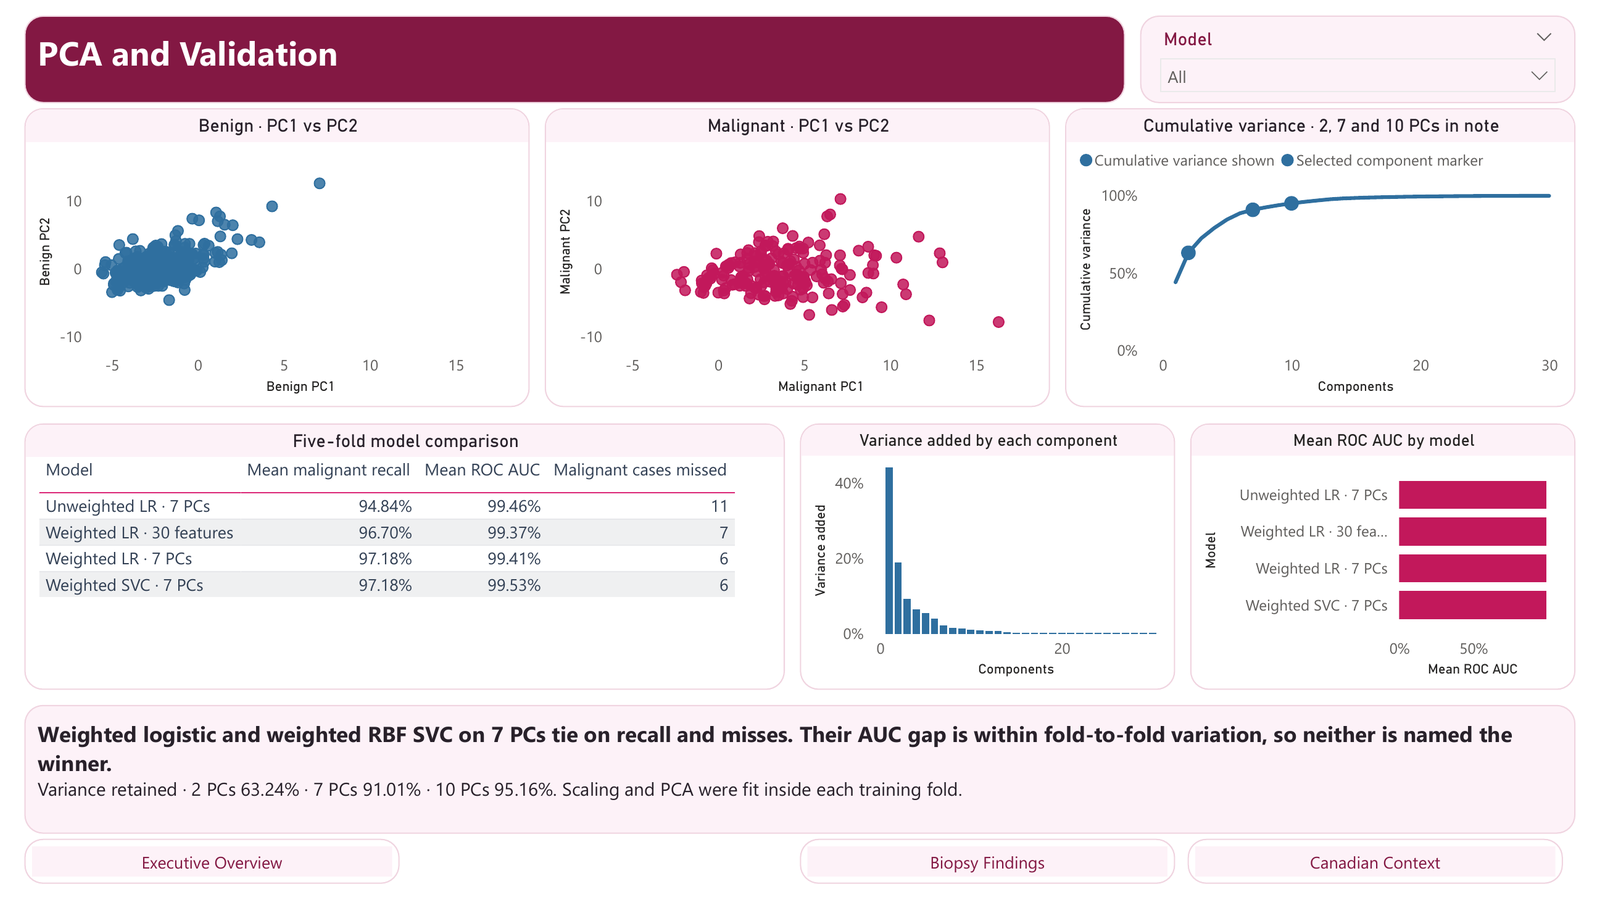 PCA and Validation
Model
All
Benign · PC1 vs PC2
Benign PC2
10
0
-10
-5 0 5 10 15
Benign PC1
Malignant · PC1 vs PC2
Malignant PC2
10
0
-10
-5 0 5 10 15
Malignant PC1
Cumulative variance · 2, 7 and 10 PCs in note
Cumulative variance shown Selected component marker
Cumulative variance
100%
50%
0%
0 10 20 30
Components
Five-fold model comparison
Model Mean malignant recall Mean ROC AUC Malignant cases missed
Unweighted LR · 7 PCs 94.84% 99.46% 11
Weighted LR · 30 features 96.70% 99.37% 7
Weighted LR · 7 PCs 97.18% 99.41% 6
Weighted SVC · 7 PCs 97.18% 99.53% 6
Variance added by each component
Variance added
40%
20%
0%
0 20
Components
Mean ROC AUC by model
Model
Unweighted LR · 7 PCs
Weighted LR · 30 fea...
Weighted LR · 7 PCs
Weighted SVC · 7 PCs
0% 50%
Mean ROC AUC
Weighted logistic and weighted RBF SVC on 7 PCs tie on recall and misses. Their AUC gap is within fold-to-fold variation, so neither is named the
winner.
Variance retained · 2 PCs 63.24% · 7 PCs 91.01% · 10 PCs 95.16%. Scaling and PCA were fit inside each training fold.
Executive Overview
Biopsy Findings
Canadian Context